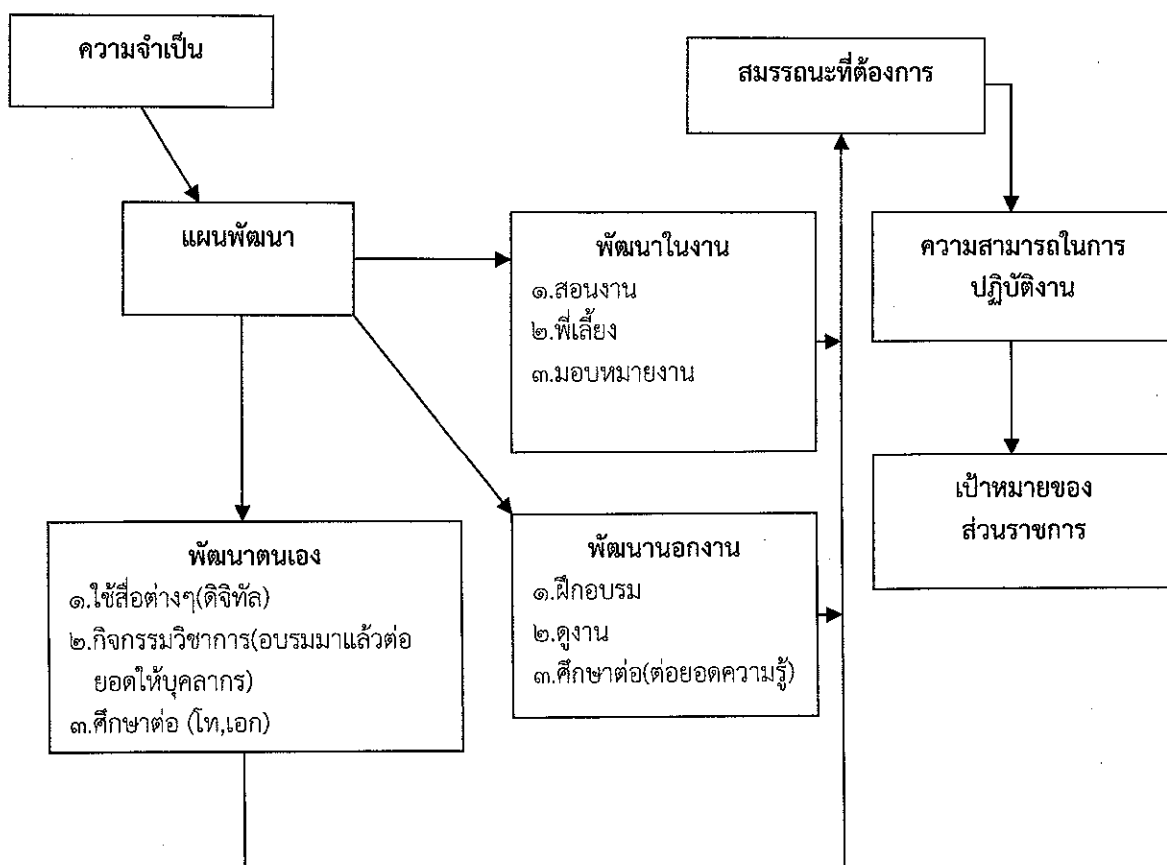 ความจำเป็น
สมรรถนะที่ต้องการ
แผนพัฒนา
พัฒนาในงาน
๑.สอนงาน
๒.พี่เลี้ยง
๓.มอบหมายงาน
ความสามารถในการ
ปฏิบัติงาน
เป้าหมายของ
ส่วนราชการ
พัฒนาตนเอง
๑.ใช้สื่อต่างๆ(ดิจิทัล)
๒.กิจกรรมวิชาการ(อบรมมาแล้วต่อ
ยอดให้บุคลากร)
๓.ศึกษาต่อ (โท,เอก)
พัฒนานอกงาน
๑.ฝึกอบรม
๒.ดูงาน
๓.ศึกษาต่อ(ต่อยอดความรู้)